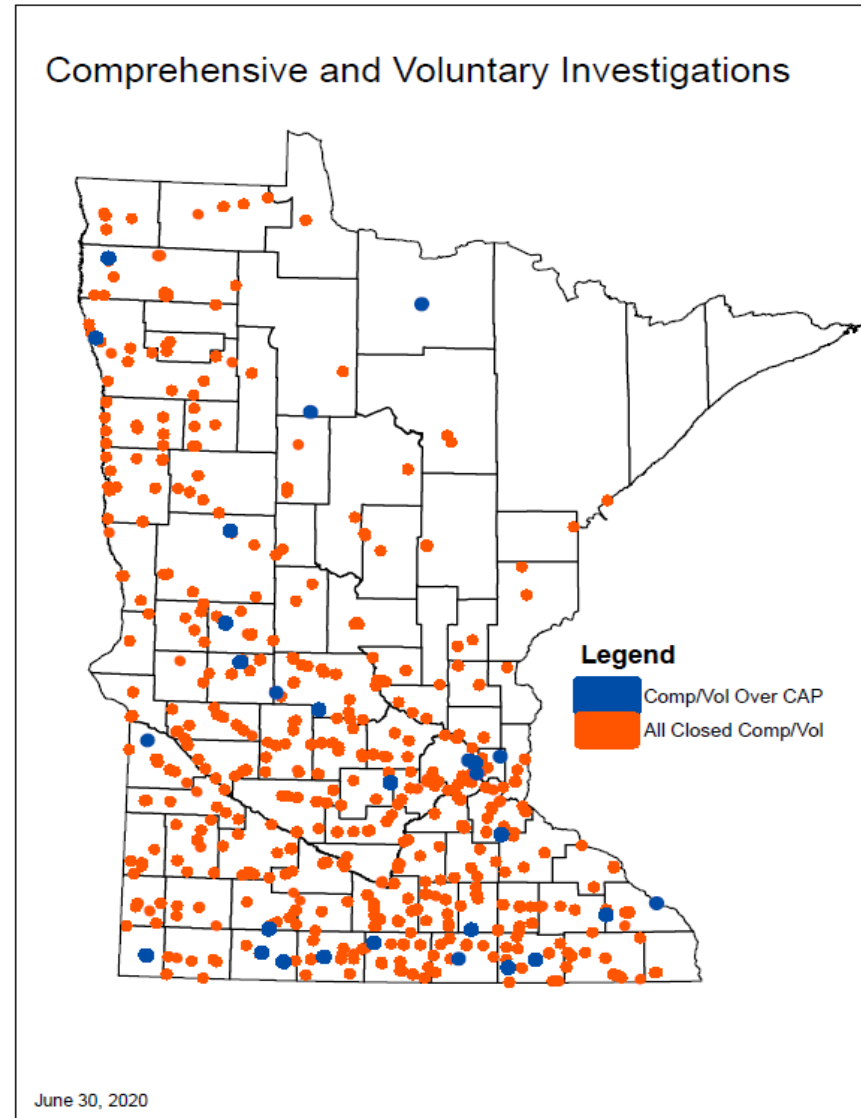 Comprehensive and Voluntary Investigations
Legend
Comp/Vol Over CAP
All Closed Comp/Vol
June 30, 2020